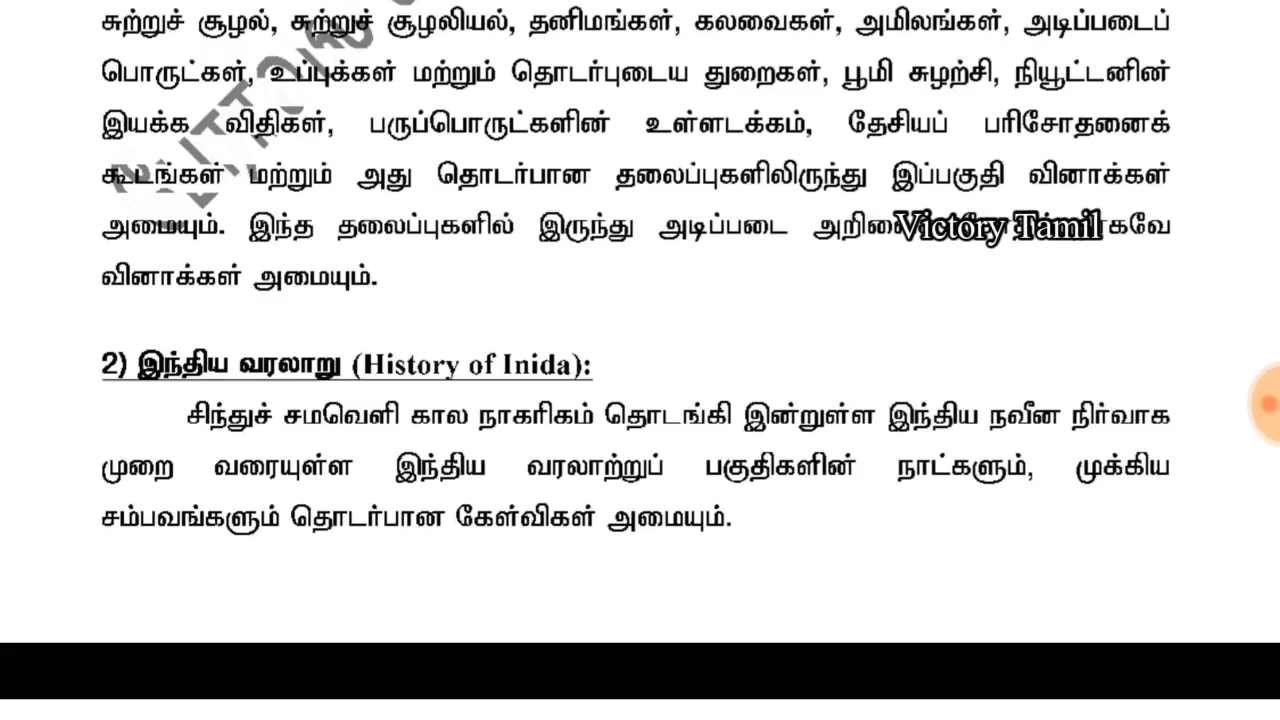 சுற்றுச் சூழல், சுற்றுச் சூழலியல், தனிமங்கள், கலவைகள், அமிலங்கள், அடிப்படைப்
பொருட்கள், உப்புக்கள் மற்றும் தொடர்புடைய துறைகள், பூமி சுழற்சி, நியூட்டனின்
இயக்க விதிகள், பருப்பொருட்களின் உள்ளடக்கம், தேசியப் பரிசோதனைக்
கூடங்கள் மற்றும் அது தொடர்பான தலைப்புகளிலிருந்து இப்பகுதி வினாக்கள்
அமையும். இந்த தலைப்புகளில் இருந்து அடிப்படை Victory Tamil
வினாக்கள் அமையும்.
2) இந்திய வரலாறு (History of Inida):
சிந்துச் சமவெளி கால நாகரிகம் தொடங்கி இன்றுள்ள இந்திய நவீன நிர்வாக
முறை வரையுள்ள இந்திய வரலாற்றுப் பகுதிகளின் நாட்களும், முக்கிய
சம்பவங்களும் தொடர்பான கேள்விகள் அமையும்.